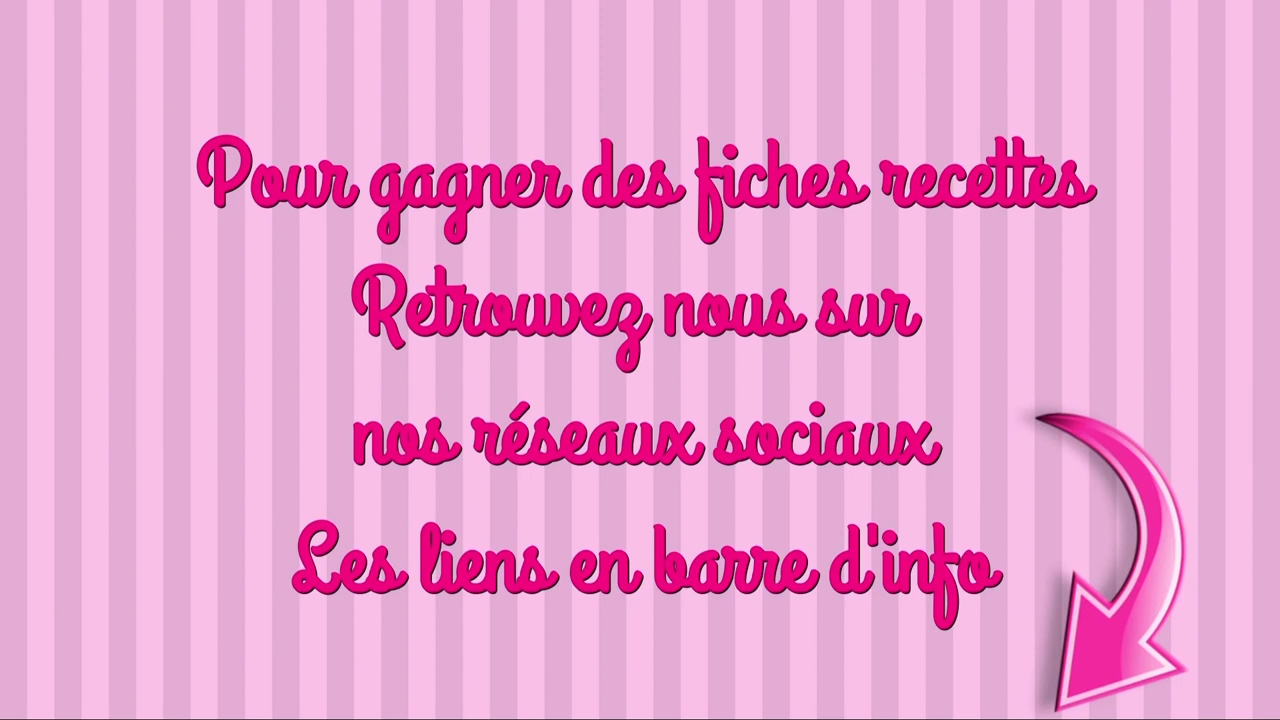 Pour gagner des fiches recettes
Retrouvez nous sur
nos réseaux sociaux
Les liens en barre d'info